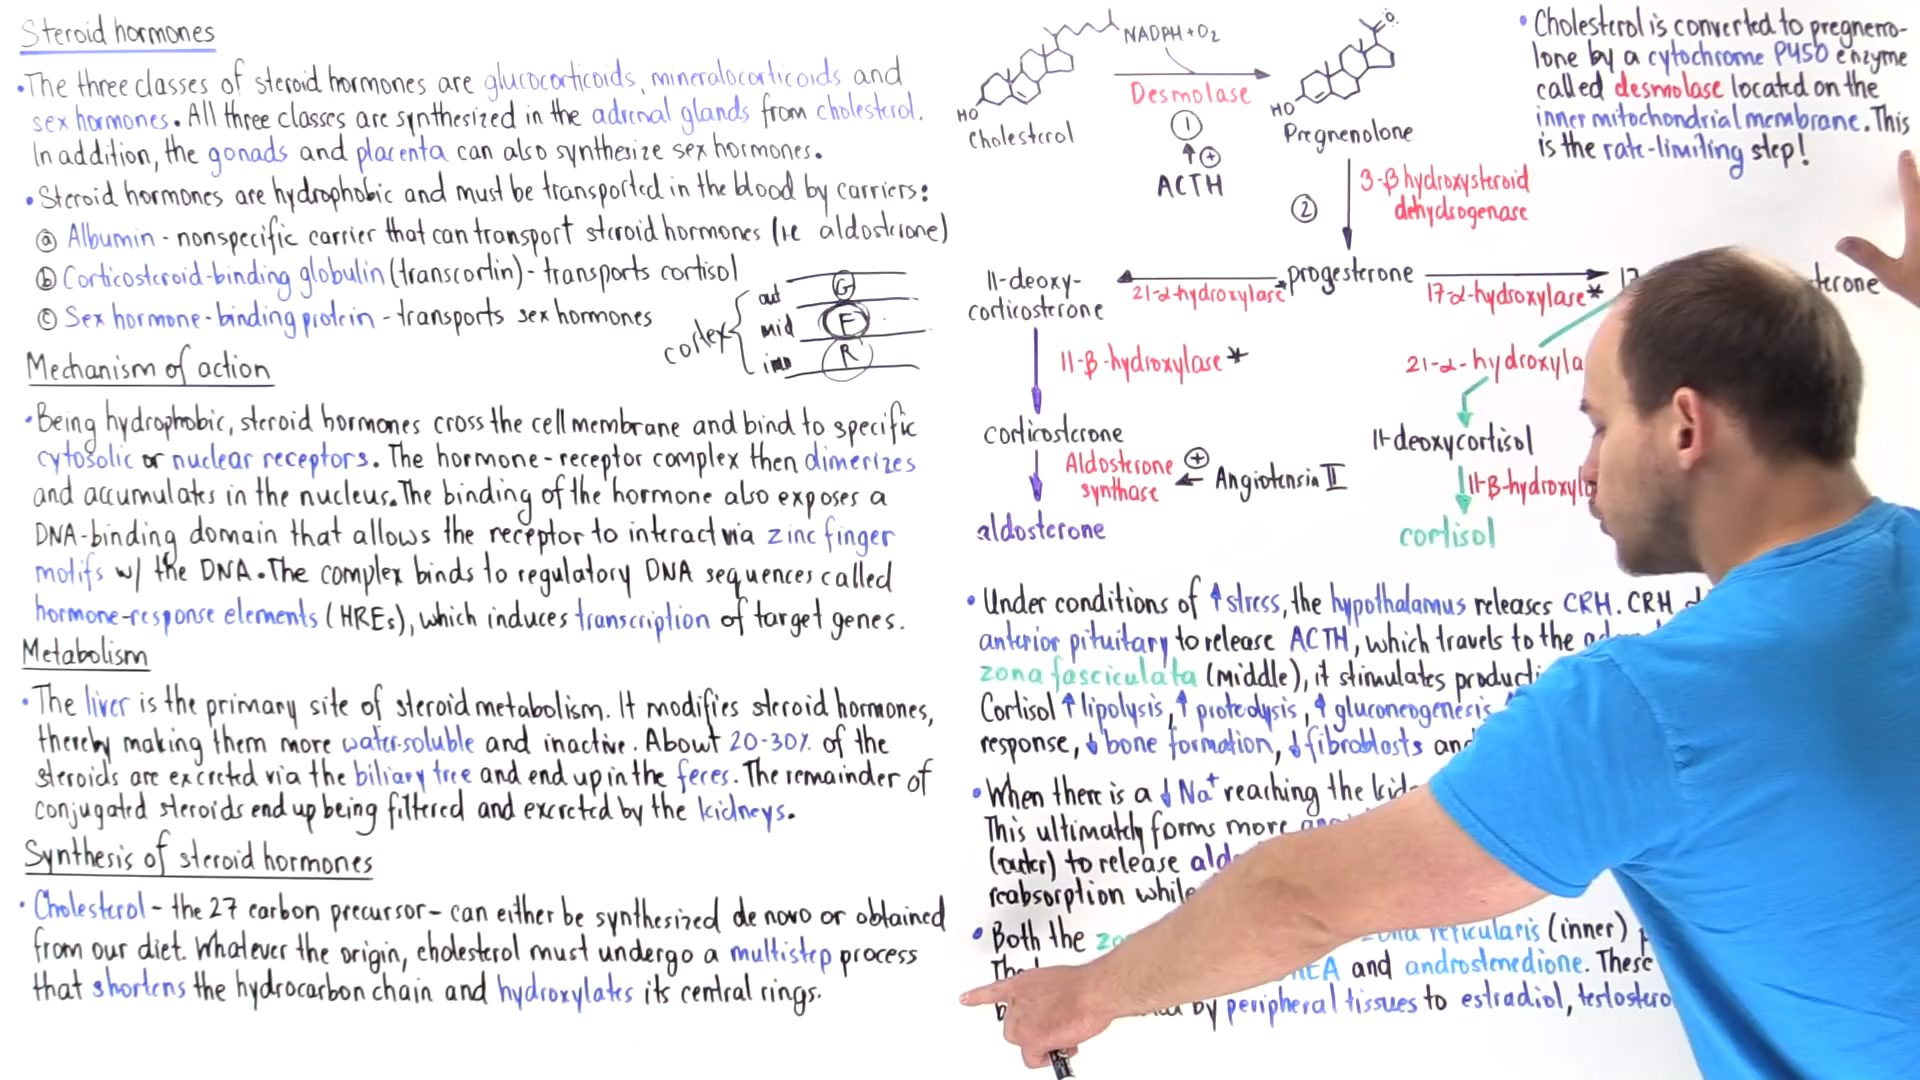 Steroid hormones
• The three classes of steroid hormones are glucocorticoids, mineralocorticoids and
sex hormones. All three classes are synthesized in the adrenal glands from cholesterol.
In addition, the gonads and placenta can also synthesize sex hormones.
• Steroid hormones are hydrophobic and must be transported in the blood by carriers:
ⓐ Albumin - nonspecific carrier that can transport steroid hormones (i.e aldosterone)
ⓑ Corticosteroid-binding globulin (transcortin) - transports cortisol
ⓒ Sex hormone-binding protein - transports sex hormones
cortex
out G
mid F
inn R
Mechanism of action
• Being hydrophobic, steroid hormones cross the cell membrane and bind to specific
cytosolic or nuclear receptors. The hormone-receptor complex then dimerizes
and accumulates in the nucleus. The binding of the hormone also exposes a
DNA-binding domain that allows the receptor to interact via zinc finger
motifs w/ the DNA. The complex binds to regulatory DNA sequences called
hormone-response elements (HREs), which induces transcription of target genes.
Metabolism
• The liver is the primary site of steroid metabolism. It modifies steroid hormones,
thereby making them more water-soluble and inactive. About 20-30% of the
steroids are excreted via the biliary tree and end up in the feces. The remainder of
conjugated steroids end up being filtered and excreted by the kidneys.
Synthesis of steroid hormones
• Cholesterol - the 27 carbon precursor - can either be synthesized de novo or obtained
from our diet. Whatever the origin, cholesterol must undergo a multistep process
that shortens the hydrocarbon chain and hydroxylates its central rings.
HO
Cholesterol
NADPH + O2
Desmolase
①
↑ ⊕
ACTH
O
HO
Pregnenolone
②
3-β hydroxysteroid
dehydrogenase
• Cholesterol is converted to pregneno-
lone by a cytochrome P450 enzyme
called desmolase located on the
inner mitochondrial membrane. This
is the rate-limiting step!
11-deoxy-
corticosterone
21-α-hydroxylase*
progesterone
17-α-hydroxylase*
17
terone
11-β-hydroxylase *
21-α-hydroxyla
corticosterone
11-deoxycortisol
Aldosterone
synthase
⊕
← Angiotensin II
11-β-hydroxyl
aldosterone
cortisol
• Under conditions of ↑ stress, the hypothalamus releases CRH. CRH
anterior pituitary to release ACTH, which travels to the
zona fasciculata (middle), it stimulates producti
Cortisol ↑ lipolysis, ↑ proteolysis, ↑ gluconeogenesis
response, ↓ bone formation, ↓ fibroblasts and
• When there is a ↓ Na+ reaching the kid
This ultimately forms more
(outer) to release ald
reabsorption while
• Both the zo zona reticularis (inner)
and androstenedione. These
by peripheral tissues to estradiol, testostero